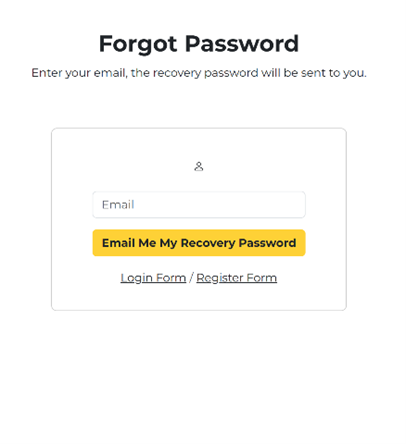 Forgot Password
Enter your email, the recovery password will be sent to you.
Email
Email Me My Recovery Password
Login Form / Register Form